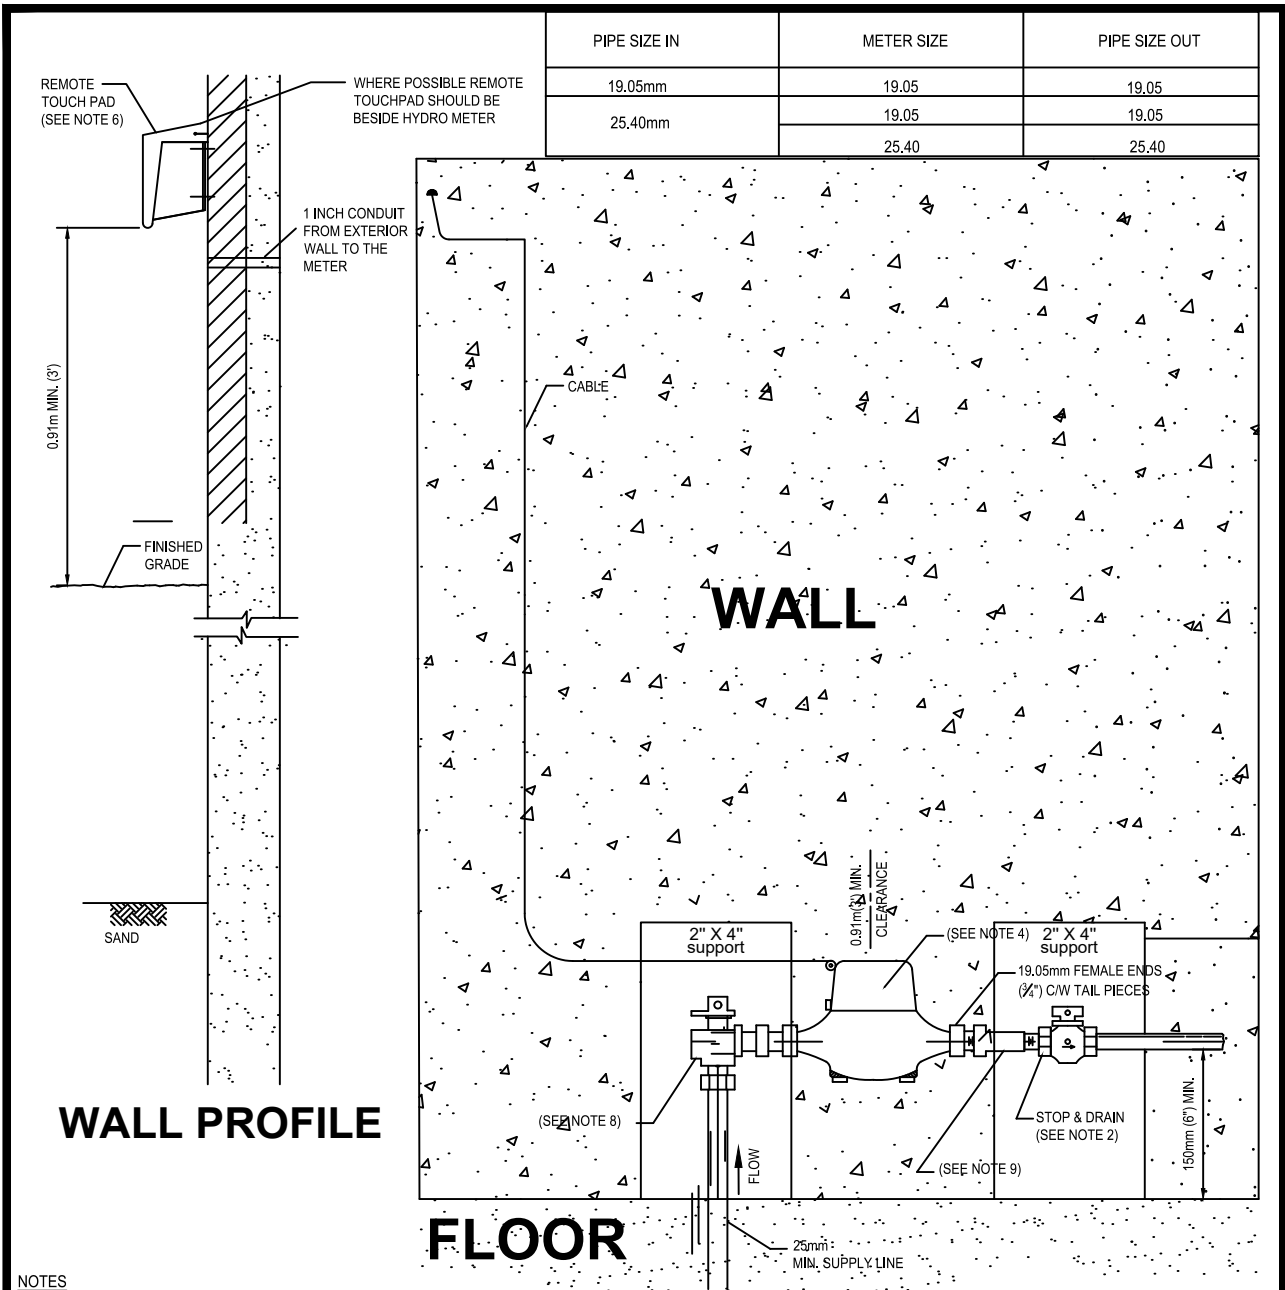 PIPE SIZE IN METER SIZE PIPE SIZE OUT
19.05mm 19.05 19.05
25.40mm 19.05 19.05
25.40 25.40
REMOTE
TOUCH PAD
(SEE NOTE 6)
WHERE POSSIBLE REMOTE
TOUCHPAD SHOULD BE
BESIDE HYDRO METER
1 INCH CONDUIT
FROM EXTERIOR
WALL TO THE
METER
0.91m MIN. (3')
CABLE
FINISHED
GRADE
WALL
SAND
0.91m(3') MIN.
CLEARANCE
2" X 4"
support
(SEE NOTE 4)
2" X 4"
support
19.05mm FEMALE ENDS
(3/4") C/W TAIL PIECES
WALL PROFILE
(SEE NOTE 8)
STOP & DRAIN
(SEE NOTE 2)
150mm (6") MIN.
FLOW
(SEE NOTE 9)
FLOOR
25mm
MIN. SUPPLY LINE
NOTES